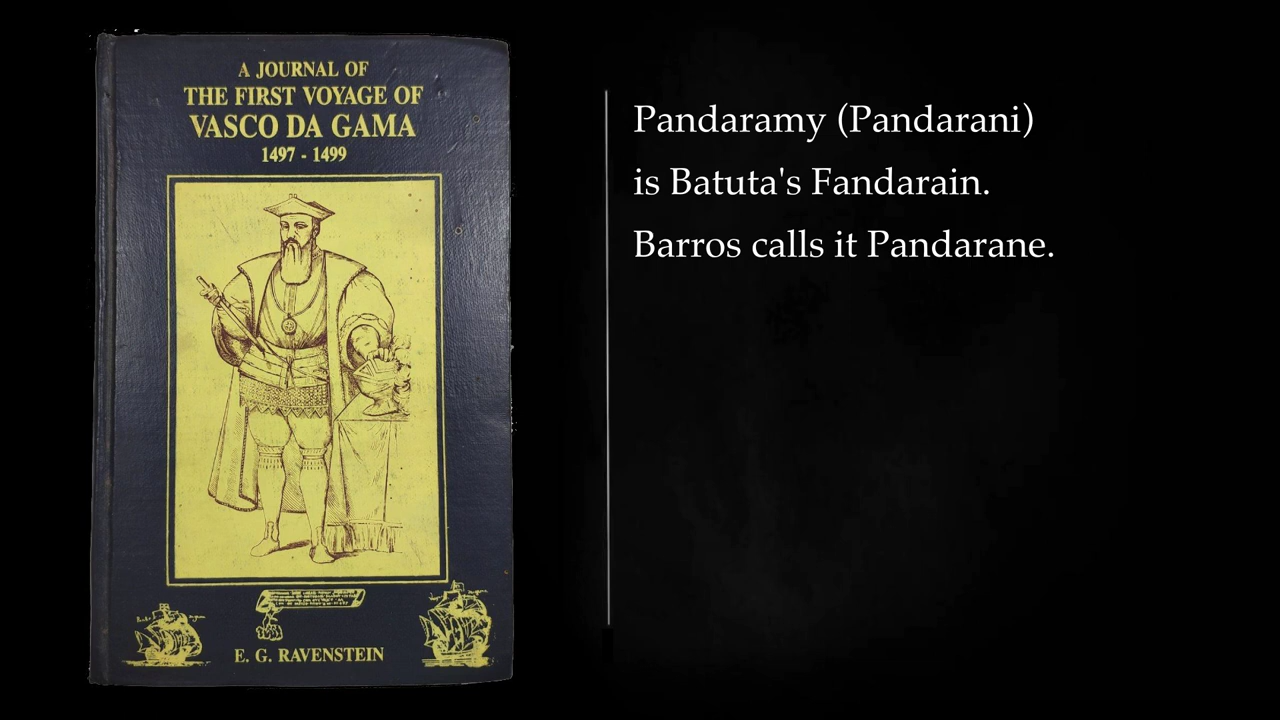 A JOURNAL OF
THE FIRST VOYAGE OF
VASCO DA GAMA
1497 - 1499
E. G. RAVENSTEIN
Pandaramy (Pandarani)
is Batuta's Fandarain.
Barros calls it Pandarane.